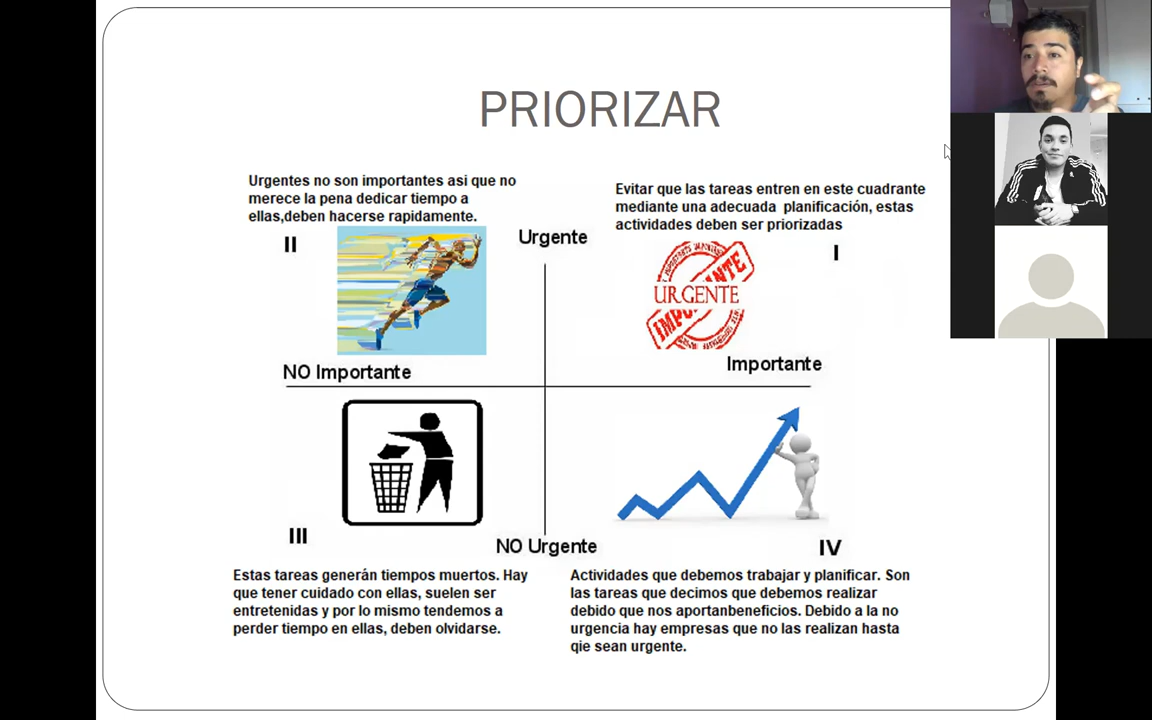 PRIORIZAR
Urgentes no son importantes asi que no
merece la pena dedicar tiempo a
ellas,deben hacerse rapidamente.
Evitar que las tareas entren en este cuadrante
mediante una adecuada planificación, estas
actividades deben ser priorizadas
II
Urgente
I
URGENTE
NO Importante
Importante
III
NO Urgente
IV
Estas tareas generán tiempos muertos. Hay
que tener cuidado con ellas, suelen ser
entretenidas y por lo mismo tendemos a
perder tiempo en ellas, deben olvidarse.
Actividades que debemos trabajar y planificar. Son
las tareas que decimos que debemos realizar
debido que nos aportanbeneficios. Debido a la no
urgencia hay empresas que no las realizan hasta
qie sean urgente.